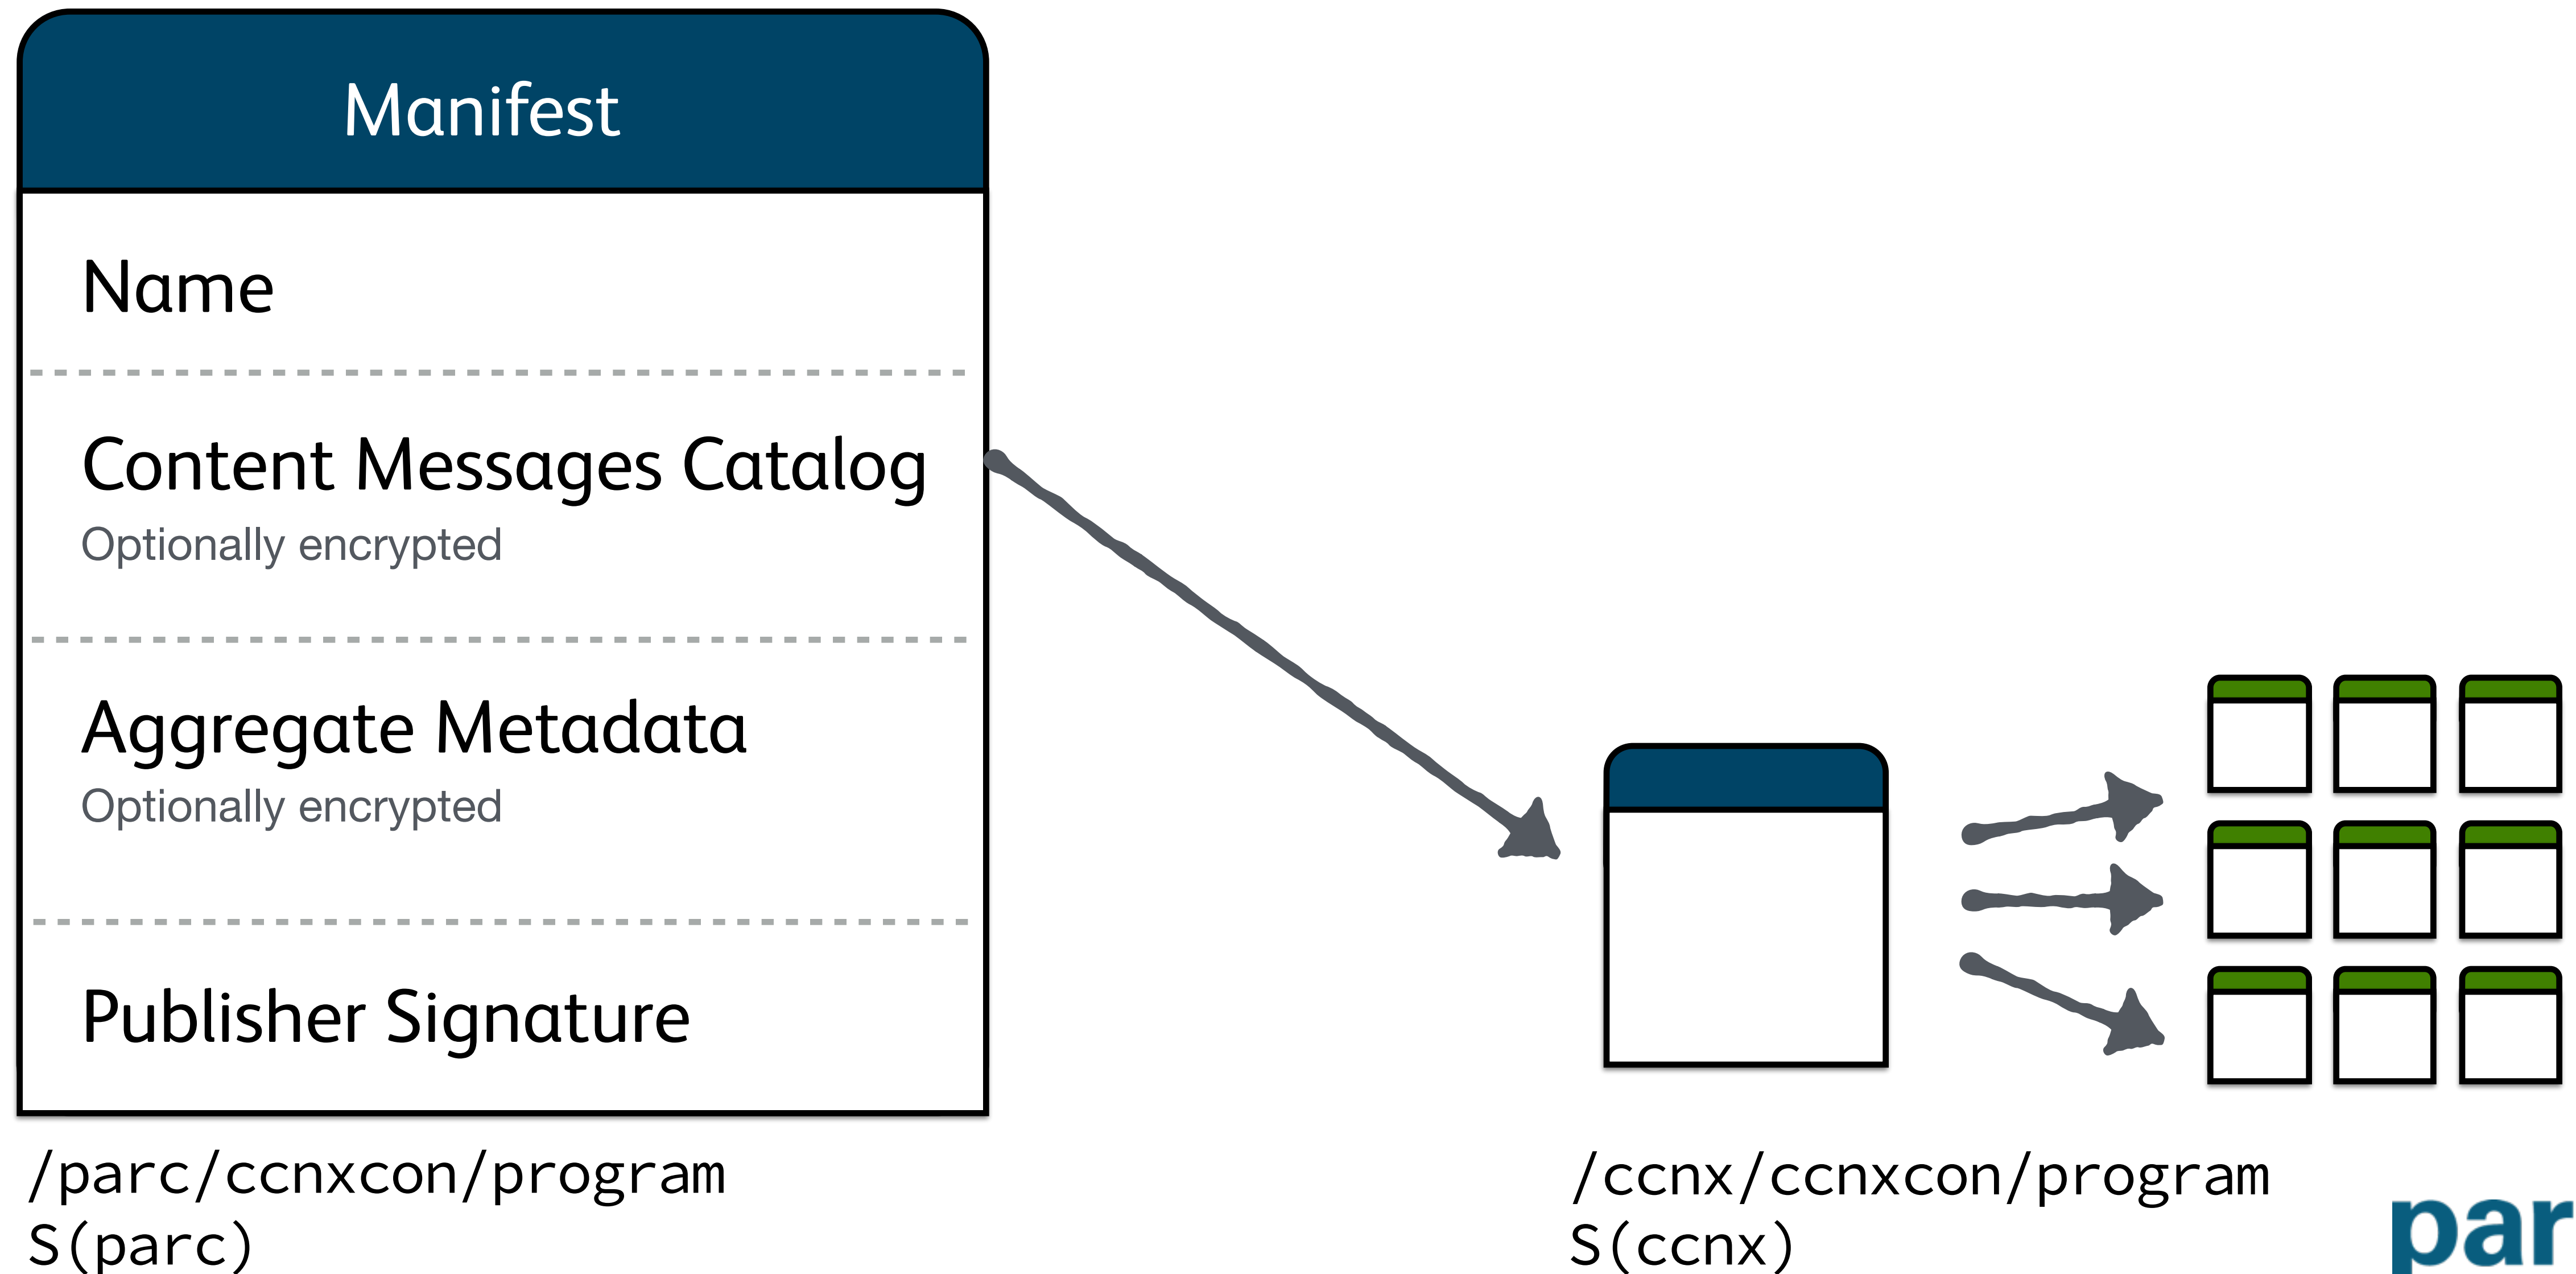 Manifest
Name
Content Messages Catalog
Optionally encrypted
Aggregate Metadata
Optionally encrypted
Publisher Signature
/parc/ccnxcon/program
S(parc)
/ccnx/ccnxcon/program
S(ccnx)
par